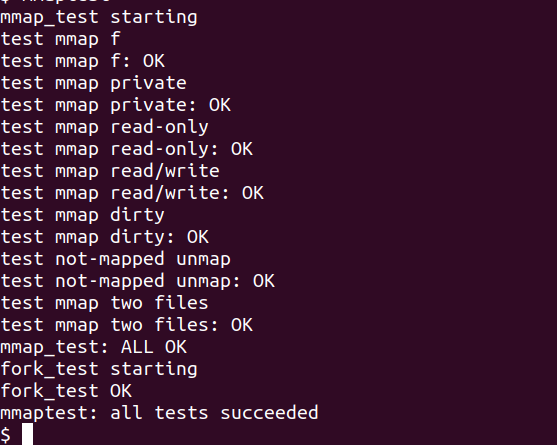 mmap_test starting
test mmap f
test mmap f: OK
test mmap private
test mmap private: OK
test mmap read-only
test mmap read-only: OK
test mmap read/write
test mmap read/write: OK
test mmap dirty
test mmap dirty: OK
test not-mapped unmap
test not-mapped unmap: OK
test mmap two files
test mmap two files: OK
mmap_test: ALL OK
fork_test starting
fork_test OK
mmaptest: all tests succeeded
$